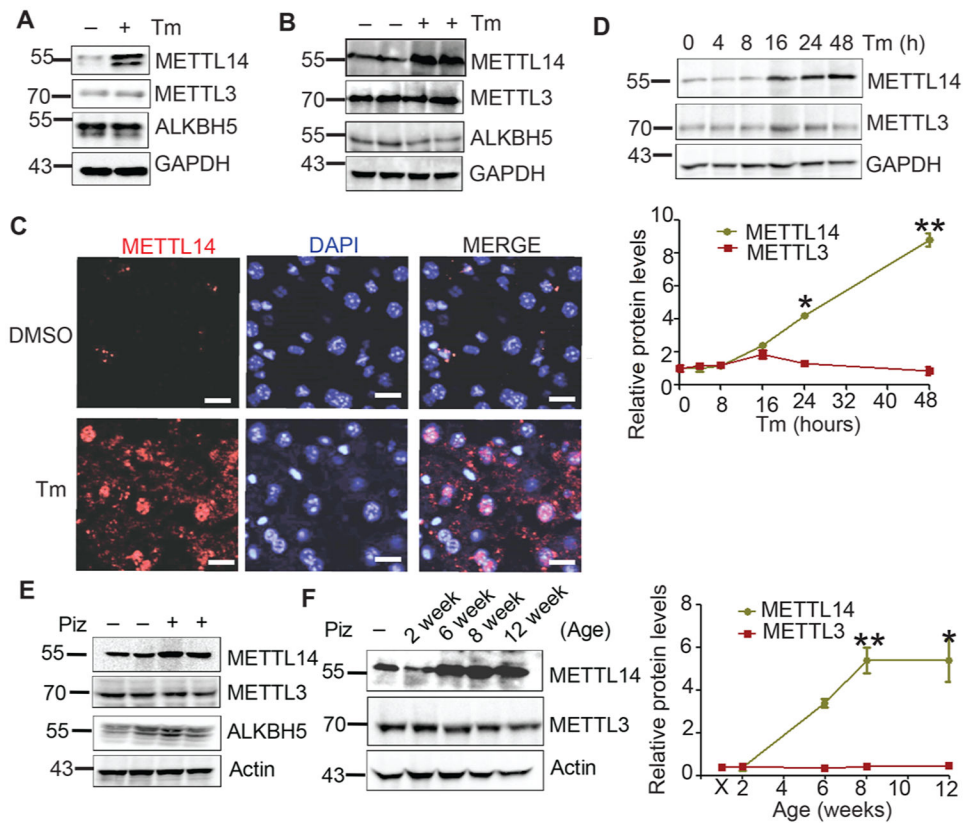 A
– + Tm
55 METTL14
70 METTL3
55 ALKBH5
43 GAPDH
B
– – + + Tm
55 METTL14
70 METTL3
55 ALKBH5
43 GAPDH
C
METTL14 DAPI MERGE
DMSO
Tm
D
0 4 8 16 24 48 Tm (h)
55 METTL14
70 METTL3
43 GAPDH
Relative protein levels
10
8
6
4
2
0
METTL14
METTL3
*
**
0 8 16 24 32 40 48
Tm (hours)
E
Piz – – + +
55 METTL14
70 METTL3
55 ALKBH5
43 Actin
F
Piz – 2 week 6 week 8 week 12 week (Age)
55 METTL14
70 METTL3
43 Actin
Relative protein levels
8
6
4
2
0
METTL14
METTL3
**
*
X 2 4 6 8 10 12
Age (weeks)